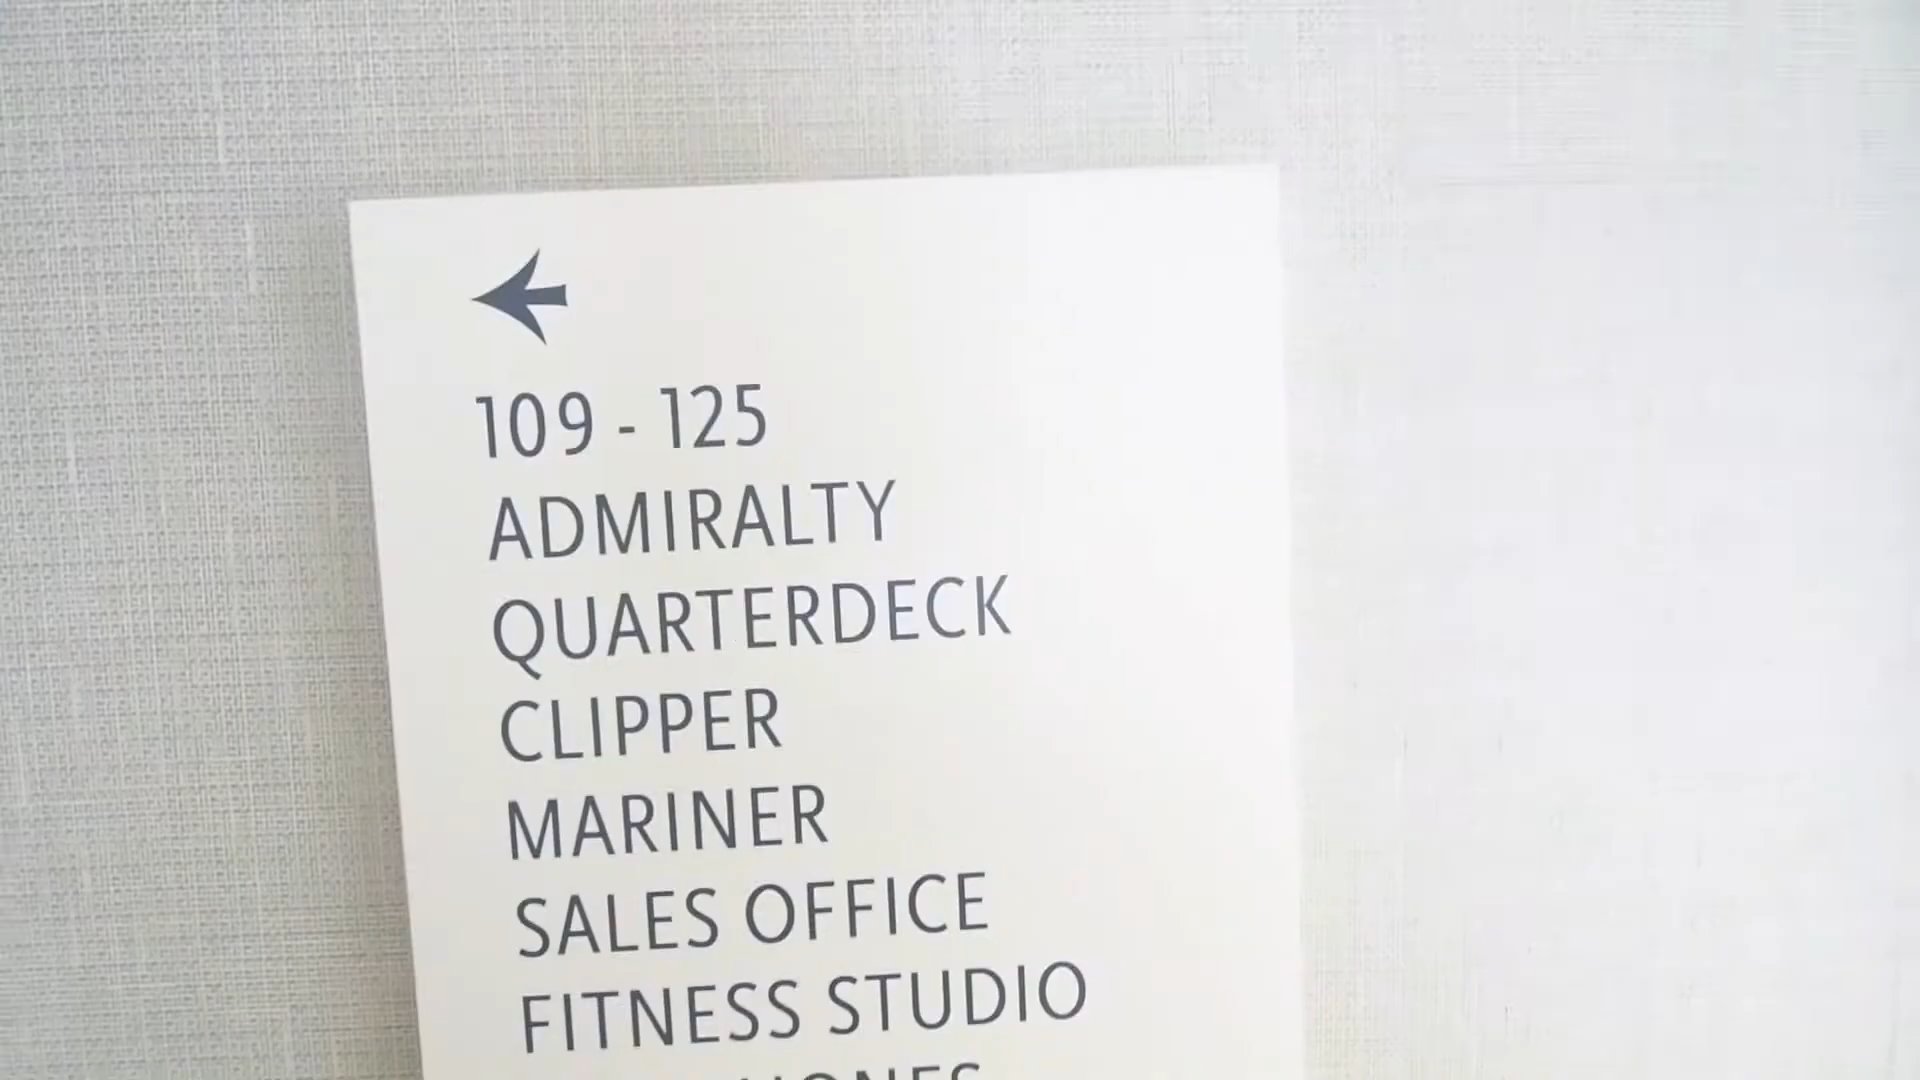 109 - 125
ADMIRALTY
QUARTERDECK
CLIPPER
MARINER
SALES OFFICE
FITNESS STUDIO